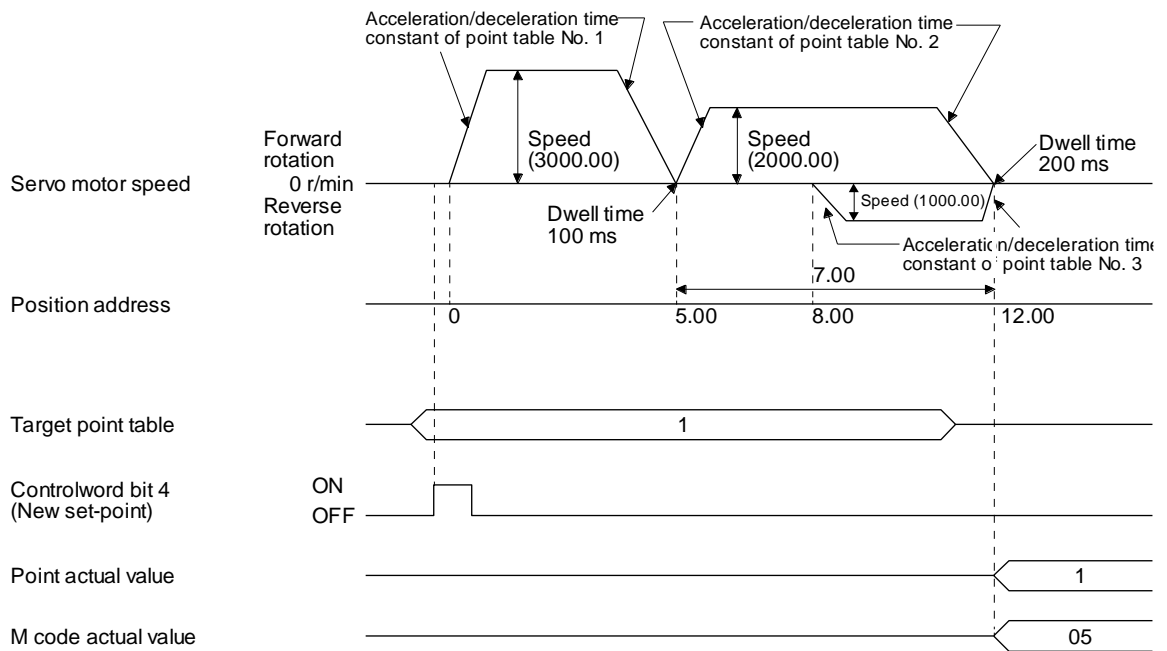 Acceleration/deceleration time
constant of point table No. 1
Acceleration/deceleration time
constant of point table No. 2
Forward
rotation
Speed
(3000.00)
Speed
(2000.00)
Dwell time
200 ms
Servo motor speed
0 r/min
Reverse
rotation
Dwell time
100 ms
Speed (1000.00)
Acceleration/deceleration time
constant of point table No. 3
7.00
Position address
0
5.00
8.00
12.00
Target point table
1
Controlword bit 4
(New set-point)
ON
OFF
Point actual value
1
M code actual value
05